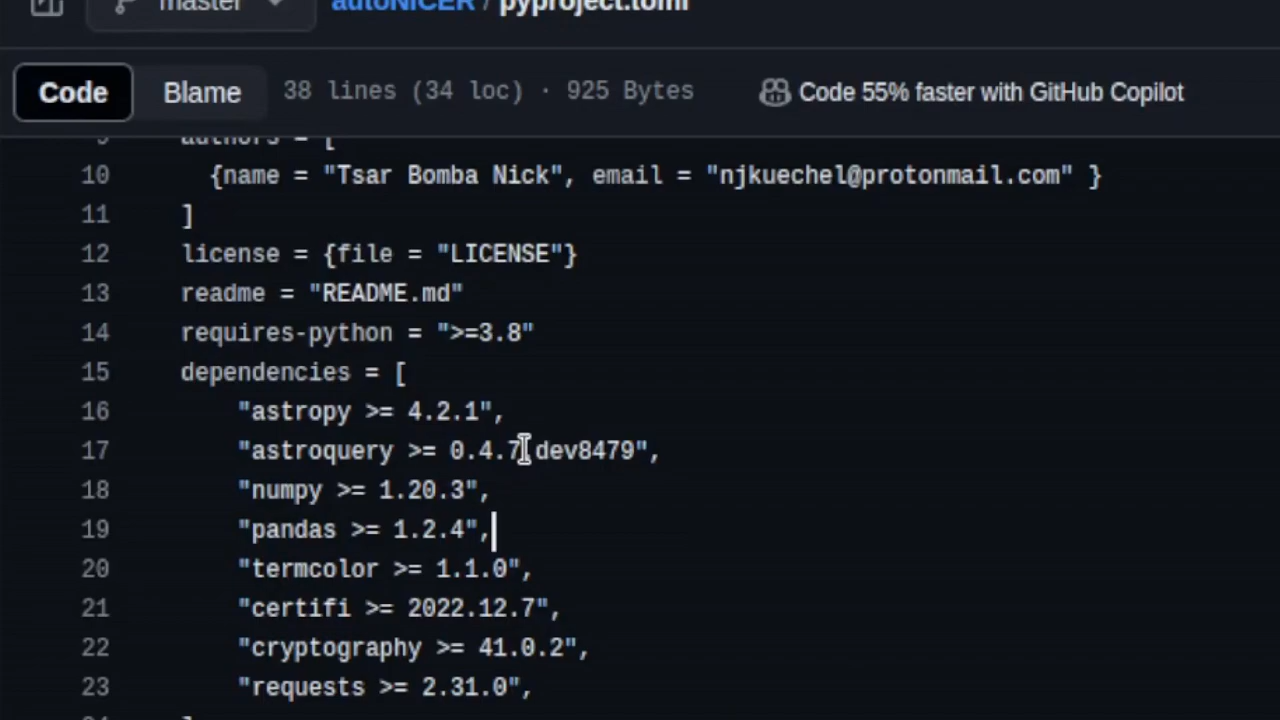 master autoNICER / pyproject.toml
Code Blame 38 lines (34 loc) · 925 Bytes Code 55% faster with GitHub Copilot
9 authors = [
10 {name = "Tsar Bomba Nick", email = "njkuechel@protonmail.com" }
11 ]
12 license = {file = "LICENSE"}
13 readme = "README.md"
14 requires-python = ">=3.8"
15 dependencies = [
16 "astropy >= 4.2.1",
17 "astroquery >= 0.4.7.dev8479",
18 "numpy >= 1.20.3",
19 "pandas >= 1.2.4",
20 "termcolor >= 1.1.0",
21 "certifi >= 2022.12.7",
22 "cryptography >= 41.0.2",
23 "requests >= 2.31.0",
24 ]